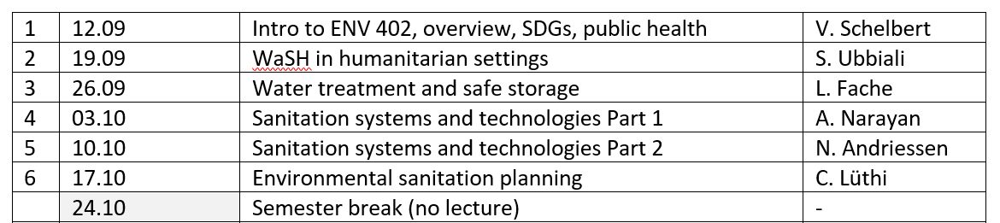 1 12.09 Intro to ENV 402, overview, SDGs, public health V. Schelbert
2 19.09 WaSH in humanitarian settings S. Ubbiali
3 26.09 Water treatment and safe storage L. Fache
4 03.10 Sanitation systems and technologies Part 1 A. Narayan
5 10.10 Sanitation systems and technologies Part 2 N. Andriessen
6 17.10 Environmental sanitation planning C. Lüthi
24.10 Semester break (no lecture) -